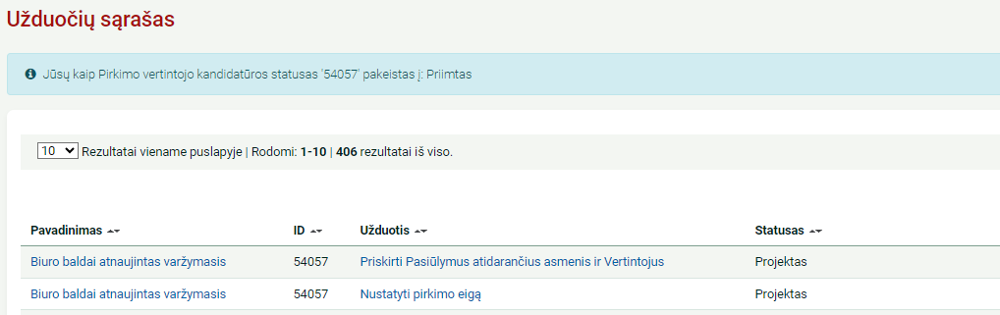 Užduočių sąrašas
Jūsų kaip Pirkimo vertintojo kandidatūros statusas '54057' pakeistas į: Priimtas
10 Rezultatai viename puslapyje | Rodomi: 1-10 | 406 rezultatai iš viso.
Pavadinimas ID Užduotis Statusas
Biuro baldai atnaujintas varžymasis 54057 Priskirti Pasiūlymus atidarančius asmenis ir Vertintojus Projektas
Biuro baldai atnaujintas varžymasis 54057 Nustatyti pirkimo eigą Projektas